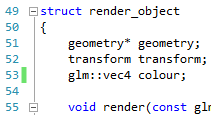 49 struct render_object
50 {
51 geometry* geometry;
52 transform transform;
53 glm::vec4 colour;
54
55 void render(const gl